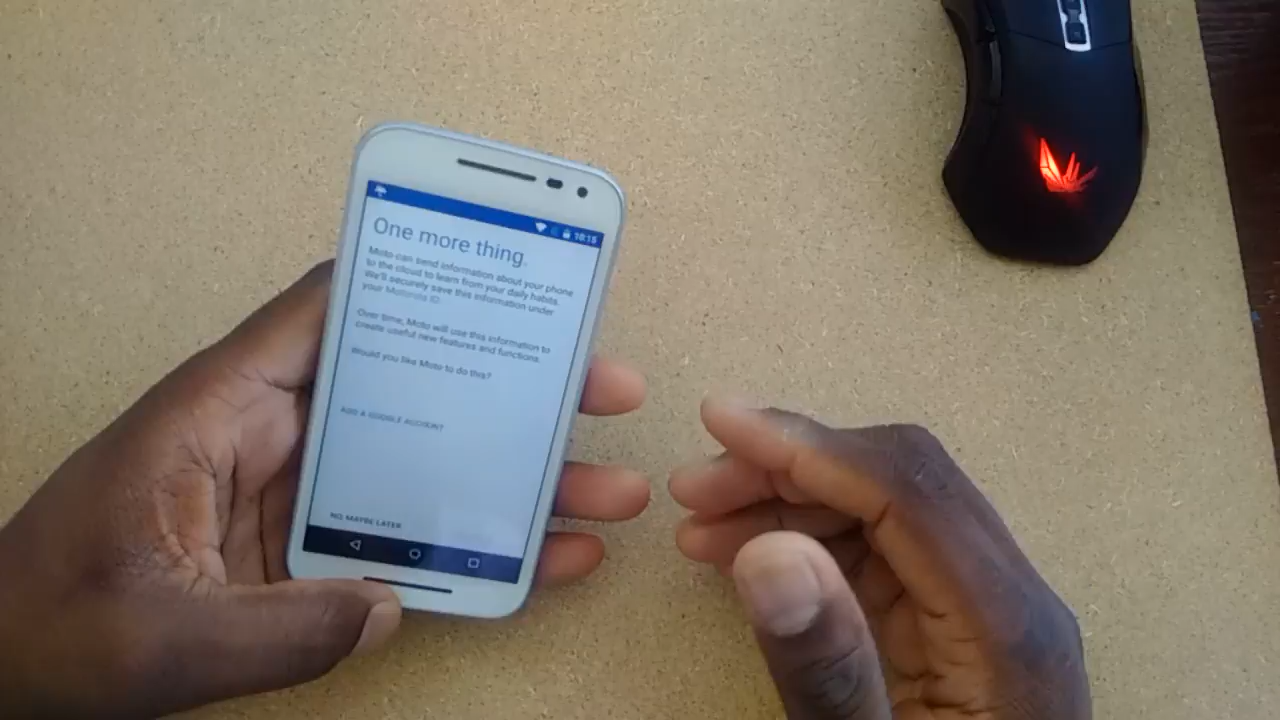 10:15
One more thing.
Moto can send information about your phone
to the cloud to learn from your daily habits.
We'll securely save this information under
your Motorola ID.
Over time, Moto will use this information to
create useful new features and functions.
Would you like Moto to do this?
ADD A GOOGLE ACCOUNT
NO, MAYBE LATER